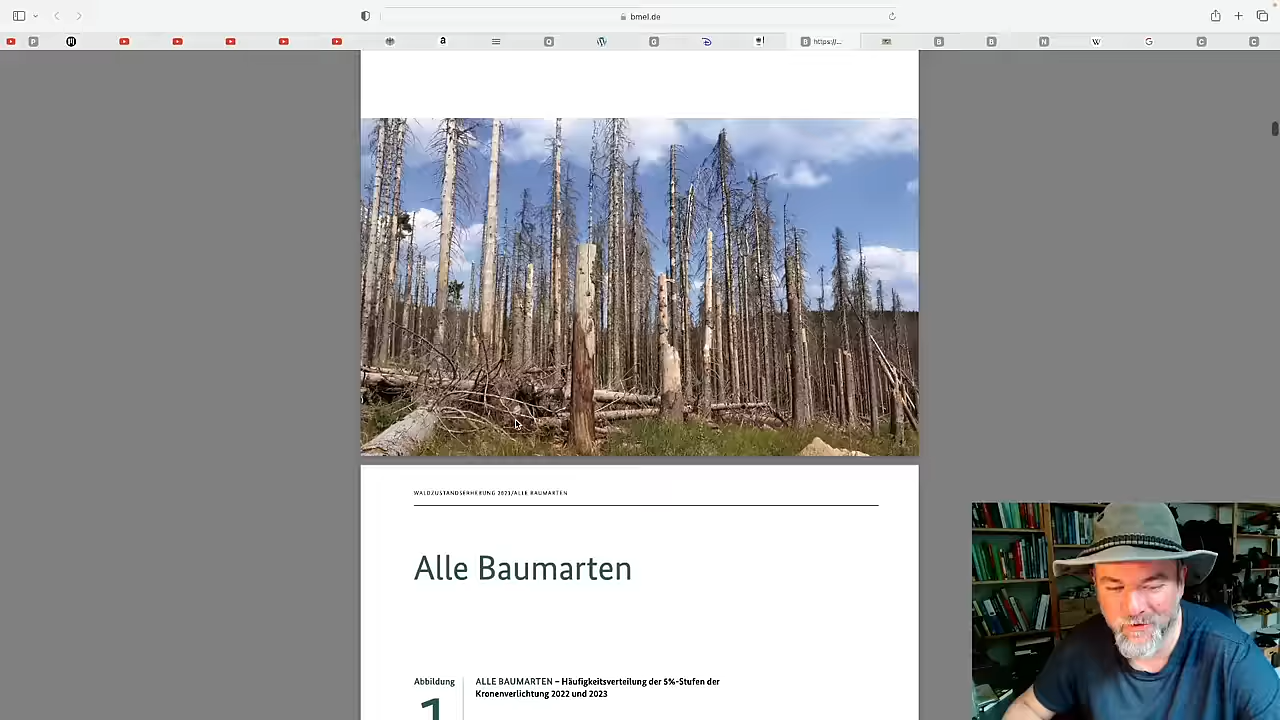 bmel.de
https://...
WALDZUSTANDSERHEBUNG 2023/ALLE BAUMARTEN
Alle Baumarten
Abbildung
1
ALLE BAUMARTEN – Häufigkeitsverteilung der 5%-Stufen der
Kronenverlichtung 2022 und 2023